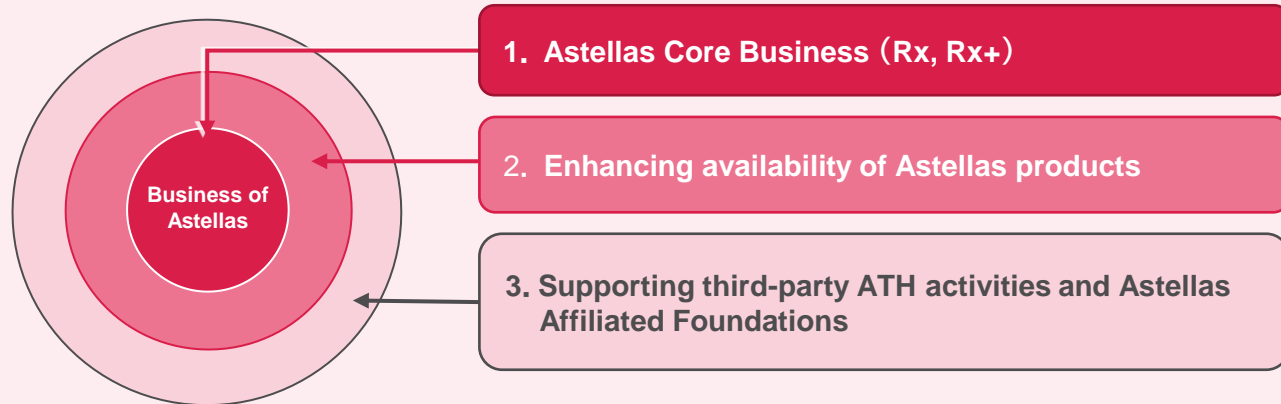 Business of
Astellas
1. Astellas Core Business（Rx, Rx+）
2. Enhancing availability of Astellas products
3. Supporting third-party ATH activities and Astellas
Affiliated Foundations